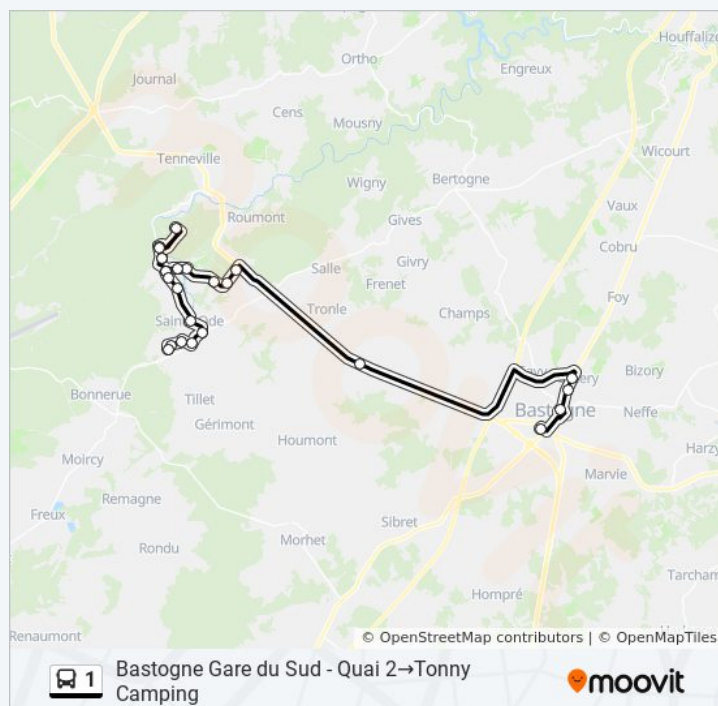 Houffalize
Ortho
Engreux
Journal
Cens
Mousny
Wicourt
Tenneville
Wigny
Bertogne
Vaux
Roumont
Gives
Cobru
Salle
Givry
Frenet
Foy
Tronle
Champs
Bizory
Bonnerue
Tillet
Bastogne
Neffe
Gérimont
Houmont
Moircy
Harzy
Marvie
Remagne
Freux
Sibret
Rondu
Morhet
Tarcham
Hompré
Renaumont
© OpenStreetMap contributors | © OpenMapTiles
1 Bastogne Gare du Sud - Quai 2→Tonny
Camping
moovit